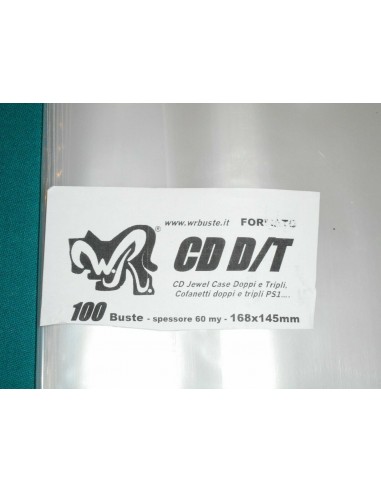 www.wrbuste.it
WR ®
CD D/T
CD Jewel Case Doppi e Tripli,
Cofanetti doppi e tripli PS1....
100 Buste - spessore 60 my - 168x145mm